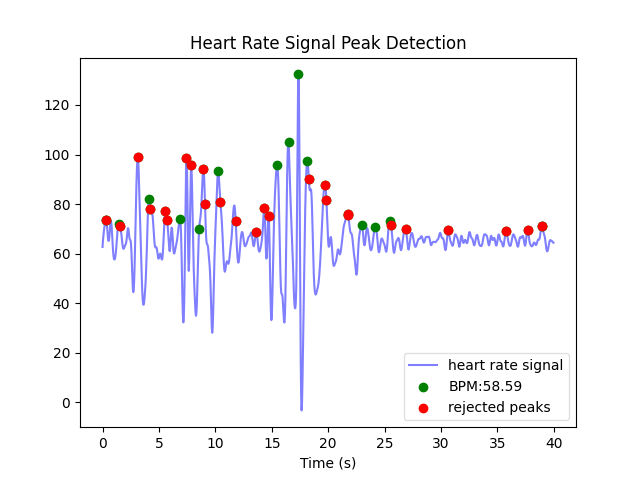 Heart Rate Signal Peak Detection
120
100
80
60
40
20
0
heart rate signal
BPM:58.59
rejected peaks
0 5 10 15 20 25 30 35 40
Time (s)